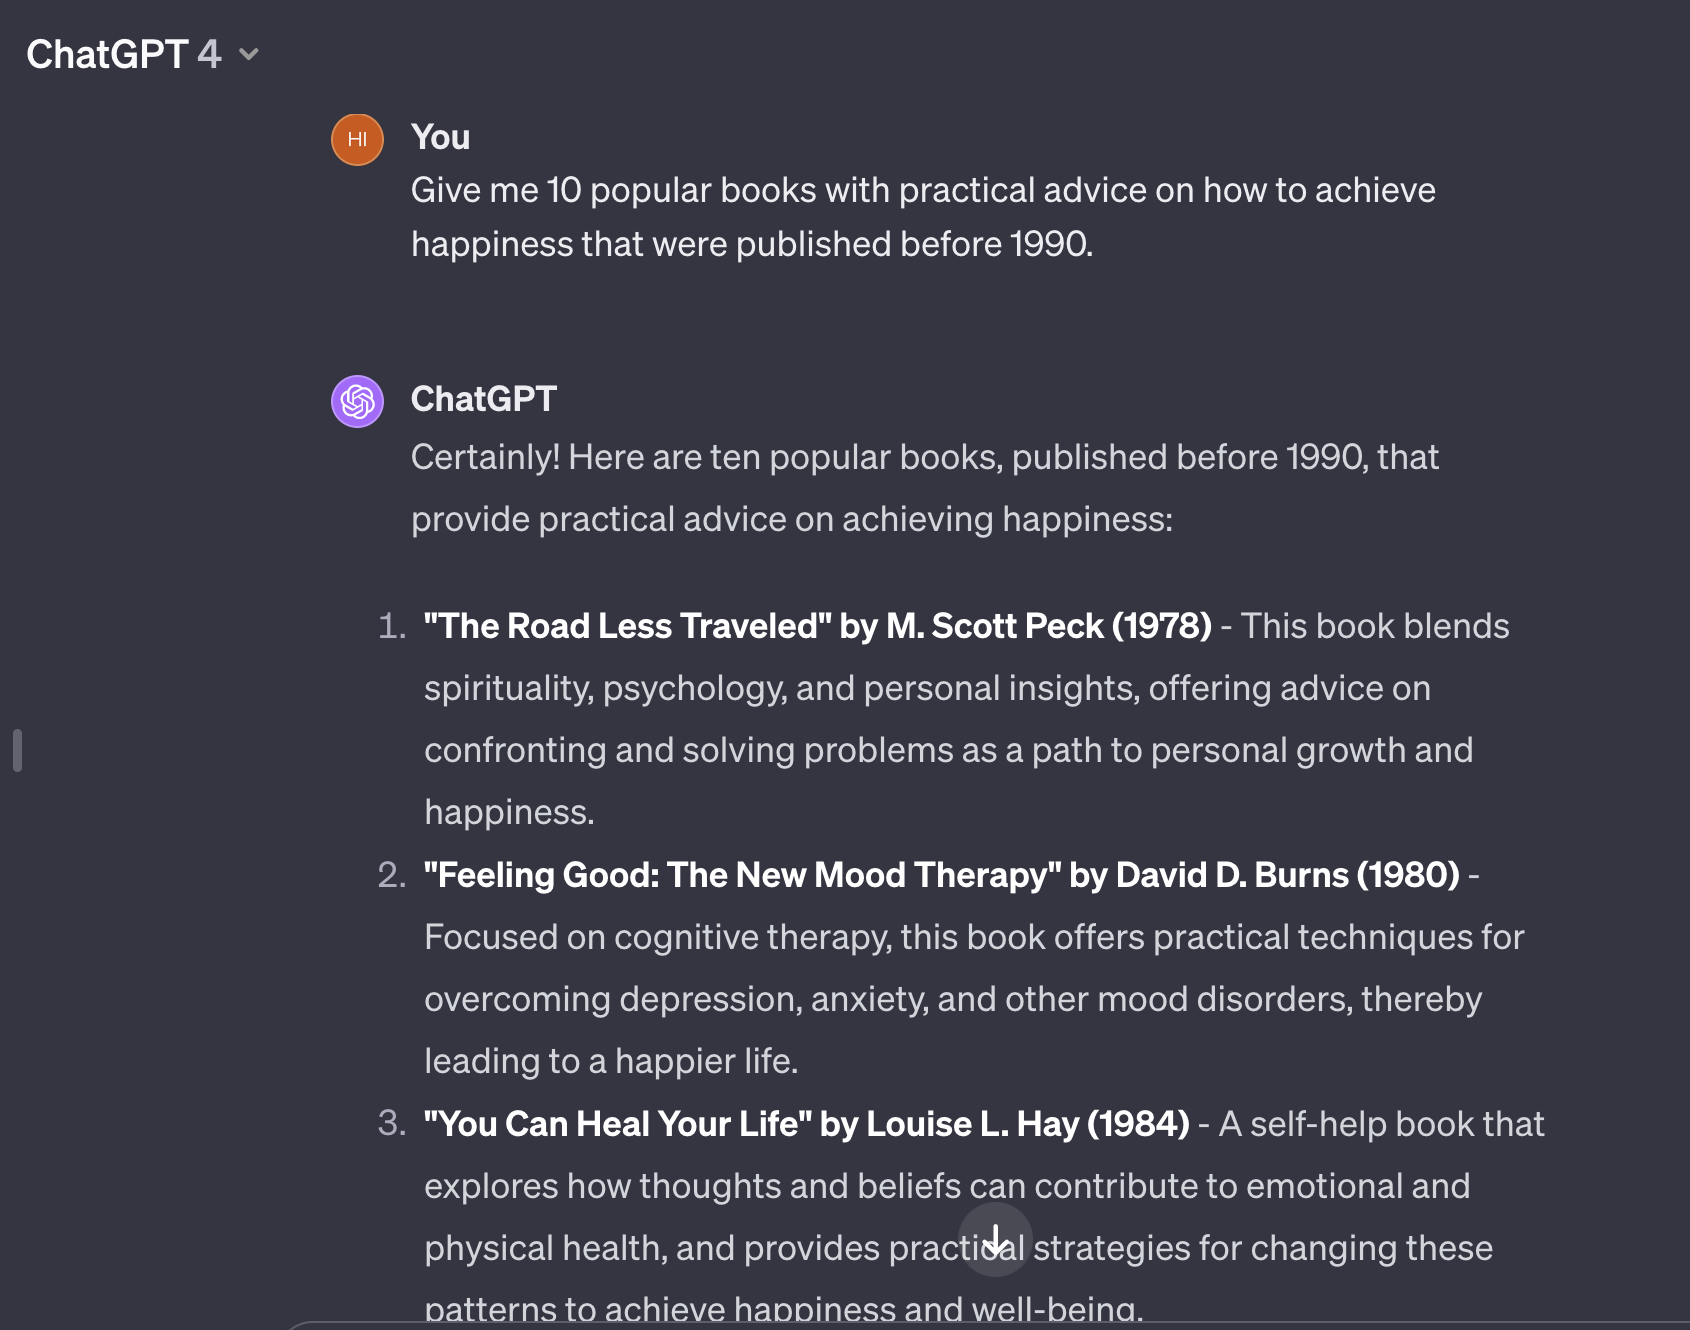 ChatGPT 4
HI
You
Give me 10 popular books with practical advice on how to achieve
happiness that were published before 1990.
ChatGPT
Certainly! Here are ten popular books, published before 1990, that
provide practical advice on achieving happiness:
1. "The Road Less Traveled" by M. Scott Peck (1978) - This book blends
spirituality, psychology, and personal insights, offering advice on
confronting and solving problems as a path to personal growth and
happiness.
2. "Feeling Good: The New Mood Therapy" by David D. Burns (1980) -
Focused on cognitive therapy, this book offers practical techniques for
overcoming depression, anxiety, and other mood disorders, thereby
leading to a happier life.
3. "You Can Heal Your Life" by Louise L. Hay (1984) - A self-help book that
explores how thoughts and beliefs can contribute to emotional and
physical health, and provides practical strategies for changing these
patterns to achieve happiness and well-being.